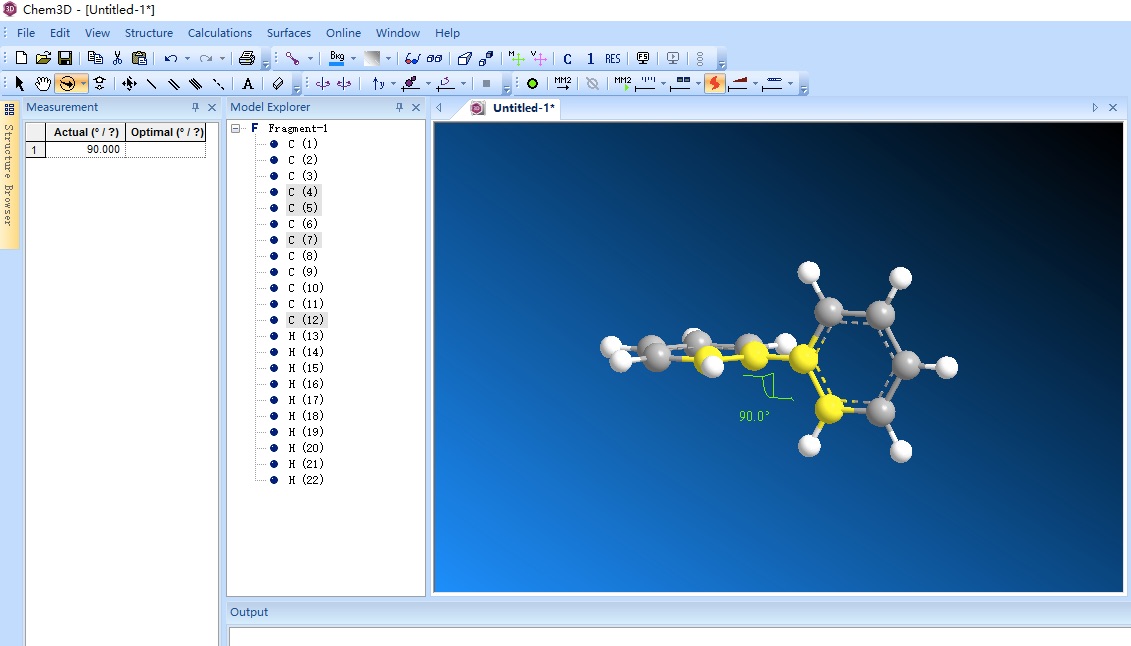 Chem3D - [Untitled-1*]
File Edit View Structure Calculations Surfaces Online Window Help
Bkg M V C 1 RES
A y MM2 MM2
Measurement
Model Explorer
Untitled-1*
Structure Browser
Actual (° / ?) Optimal (° / ?)
1 90.000
F Fragment-1
C (1)
C (2)
C (3)
C (4)
C (5)
C (6)
C (7)
C (8)
C (9)
C (10)
C (11)
C (12)
H (13)
H (14)
H (15)
H (16)
H (17)
H (18)
H (19)
H (20)
H (21)
H (22)
90.0°
Output